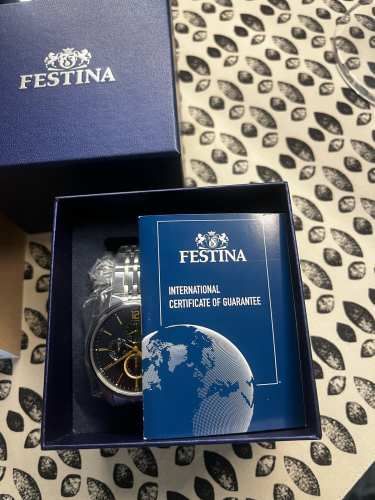 FESTINA
FESTINA
INTERNATIONAL
CERTIFICATE OF GUARANTEE